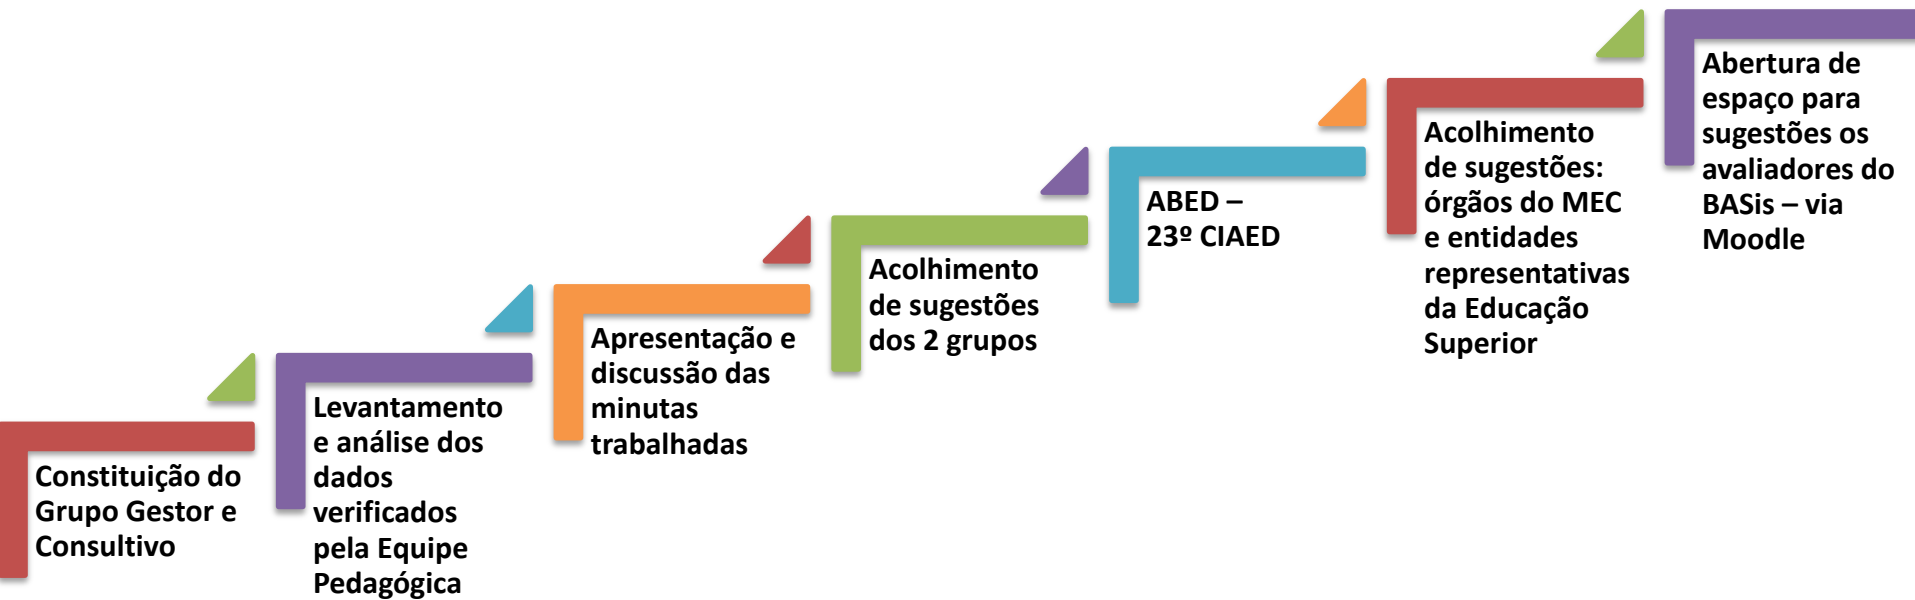 Constituição do
Grupo Gestor e
Consultivo
Levantamento
e análise dos
dados
verificados
pela Equipe
Pedagógica
Apresentação e
discussão das
minutas
trabalhadas
Acolhimento
de sugestões
dos 2 grupos
ABED –
23º CIAED
Acolhimento
de sugestões:
órgãos do MEC
e entidades
representativas
da Educação
Superior
Abertura de
espaço para
sugestões os
avaliadores do
BASis – via
Moodle